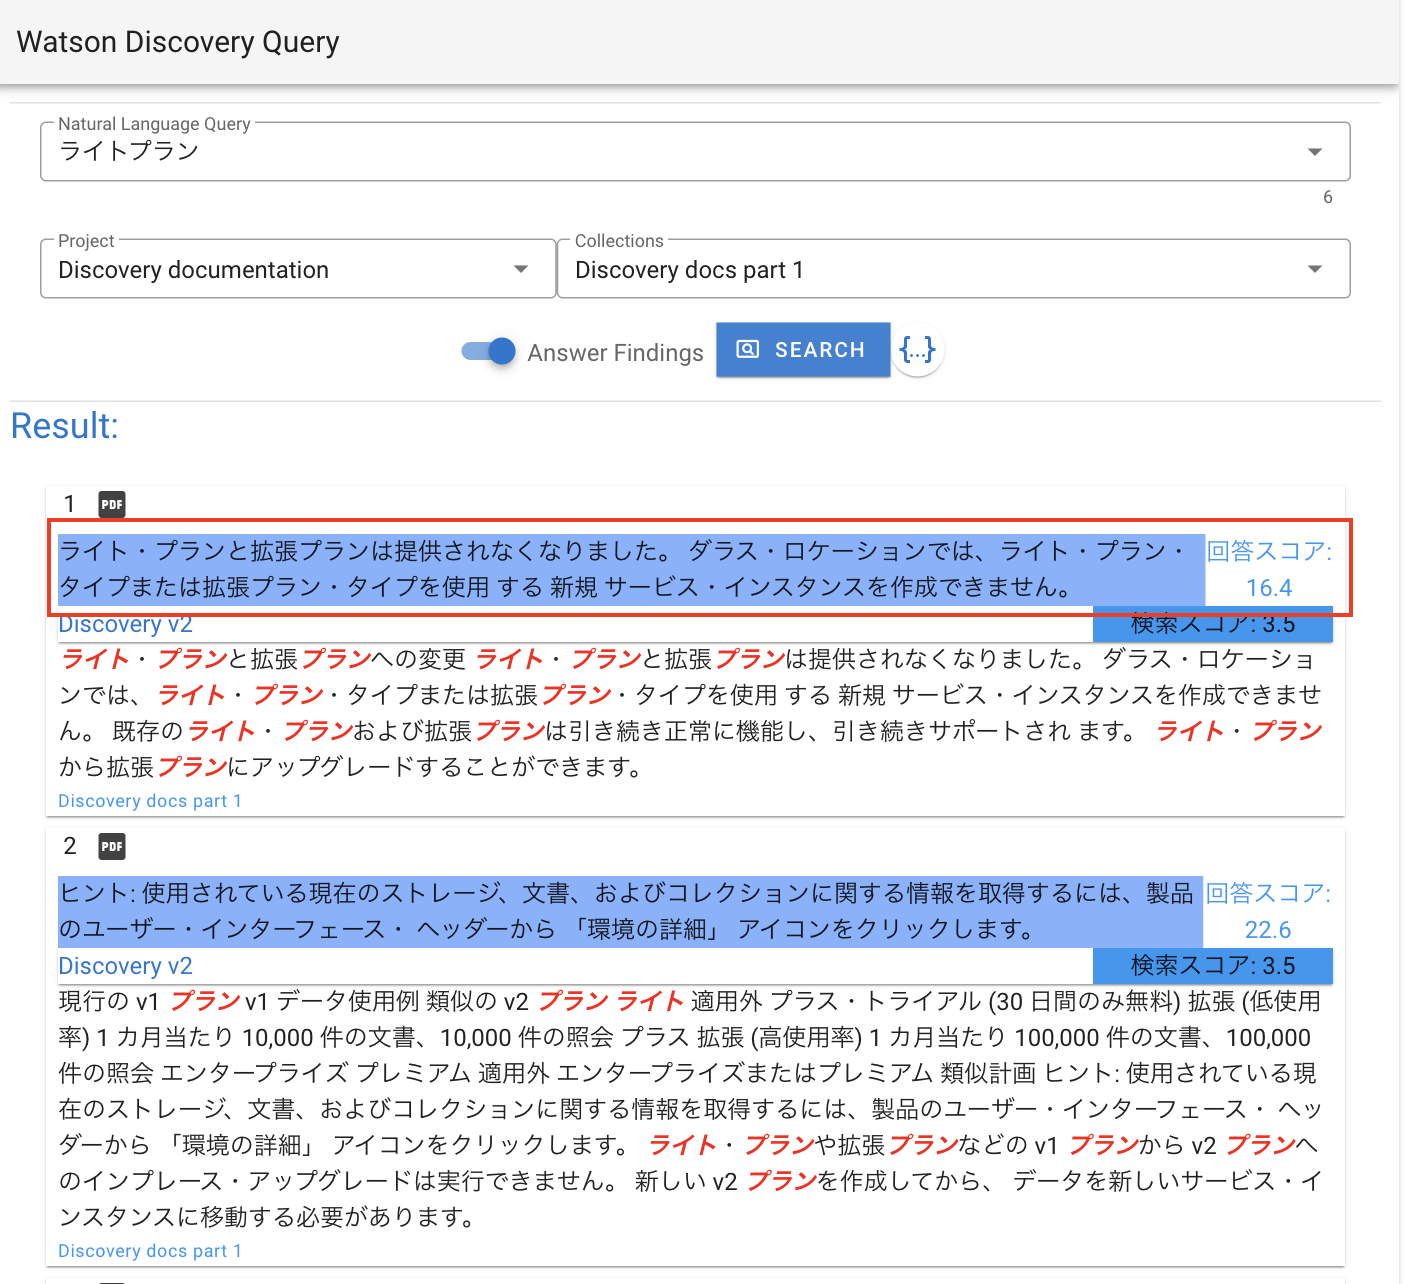 Watson Discovery Query
Natural Language Query
ライトプラン
6
Project
Discovery documentation
Collections
Discovery docs part 1
Answer Findings
SEARCH
{...}
Result:
1 PDF
ライト・プランと拡張プランは提供されなくなりました。 ダラス・ロケーションでは、ライト・プラン・
タイプまたは拡張プラン・タイプを使用 する 新規 サービス・インスタンスを作成できません。
回答スコア:
16.4
Discovery v2
検索スコア: 3.5
ライト・プランと拡張プランへの変更 ライト・プランと拡張プランは提供されなくなりました。 ダラス・ロケーショ
ンでは、ライト・プラン・タイプまたは拡張プラン・タイプを使用 する 新規 サービス・インスタンスを作成できませ
ん。 既存のライト・プランおよび拡張プランは引き続き正常に機能し、引き続きサポートされ ます。 ライト・プラン
から拡張プランにアップグレードすることができます。
Discovery docs part 1
2 PDF
ヒント: 使用されている現在のストレージ、文書、およびコレクションに関する情報を取得するには、製品
のユーザー・インターフェース・ ヘッダーから 「環境の詳細」 アイコンをクリックします。
回答スコア:
22.6
Discovery v2
検索スコア: 3.5
現行の v1 プラン v1 データ使用例 類似の v2 プラン ライト 適用外 プラス・トライアル (30 日間のみ無料) 拡張 (低使用
率) 1 カ月当たり 10,000 件の文書、10,000 件の照会 プラス 拡張 (高使用率) 1 カ月当たり 100,000 件の文書、100,000
件の照会 エンタープライズ プレミアム 適用外 エンタープライズまたはプレミアム 類似計画 ヒント: 使用されている現
在のストレージ、文書、およびコレクションに関する情報を取得するには、製品のユーザー・インターフェース・ ヘッ
ダーから 「環境の詳細」 アイコンをクリックします。 ライト・プランや拡張プランなどの v1 プランから v2 プランへ
のインプレース・アップグレードは実行できません。 新しい v2 プランを作成してから、 データを新しいサービス・イ
ンスタンスに移動する必要があります。
Discovery docs part 1